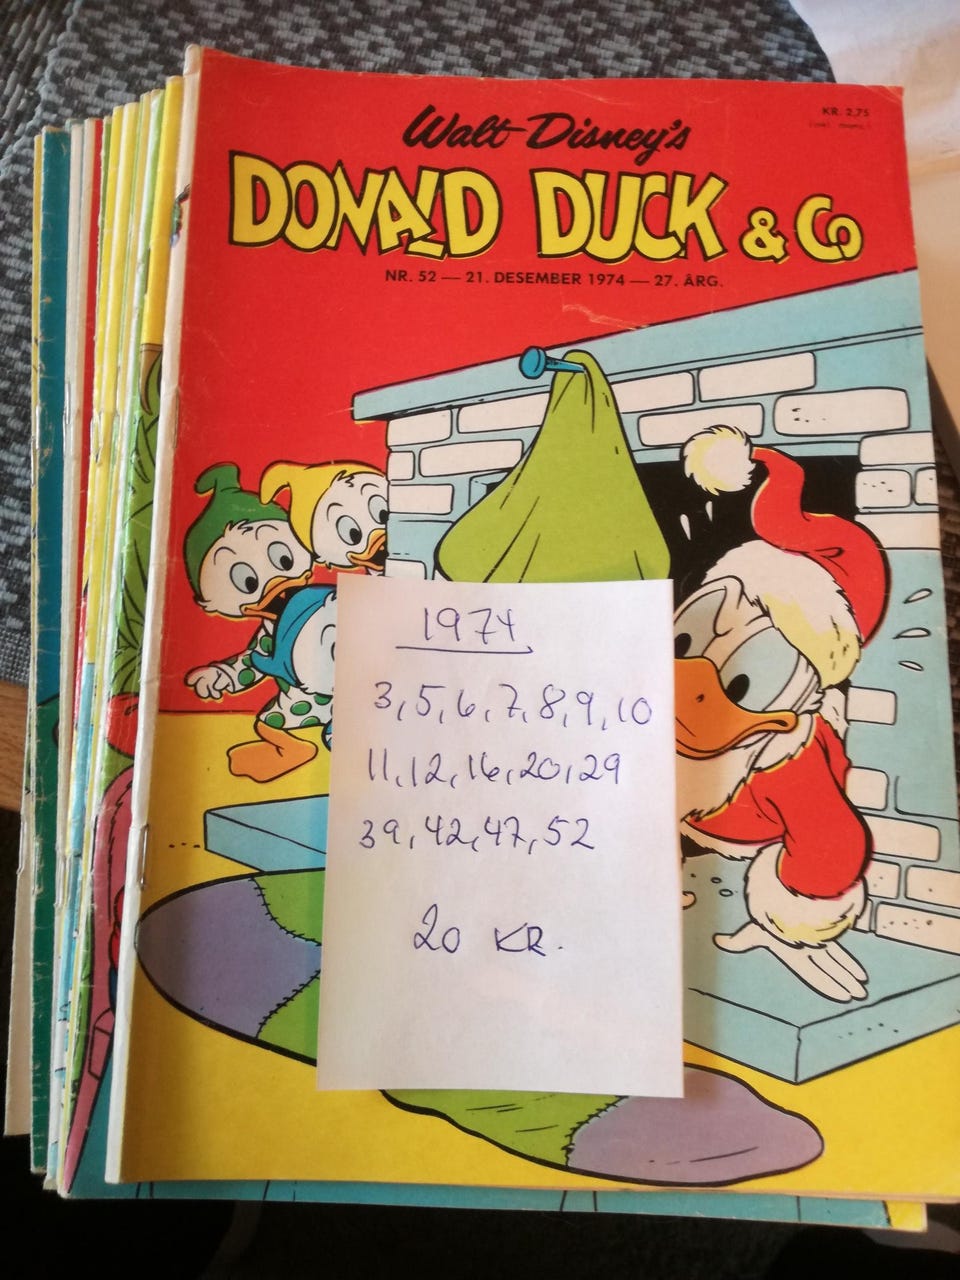 KR. 2,75
Walt Disney's
DONALD DUCK & Co
NR. 52 — 21. DESEMBER 1974 — 27. ÅRG.
1974
3,5,6,7,8,9,10
11,12,16,20,29
39,42,47,52
20 KR.